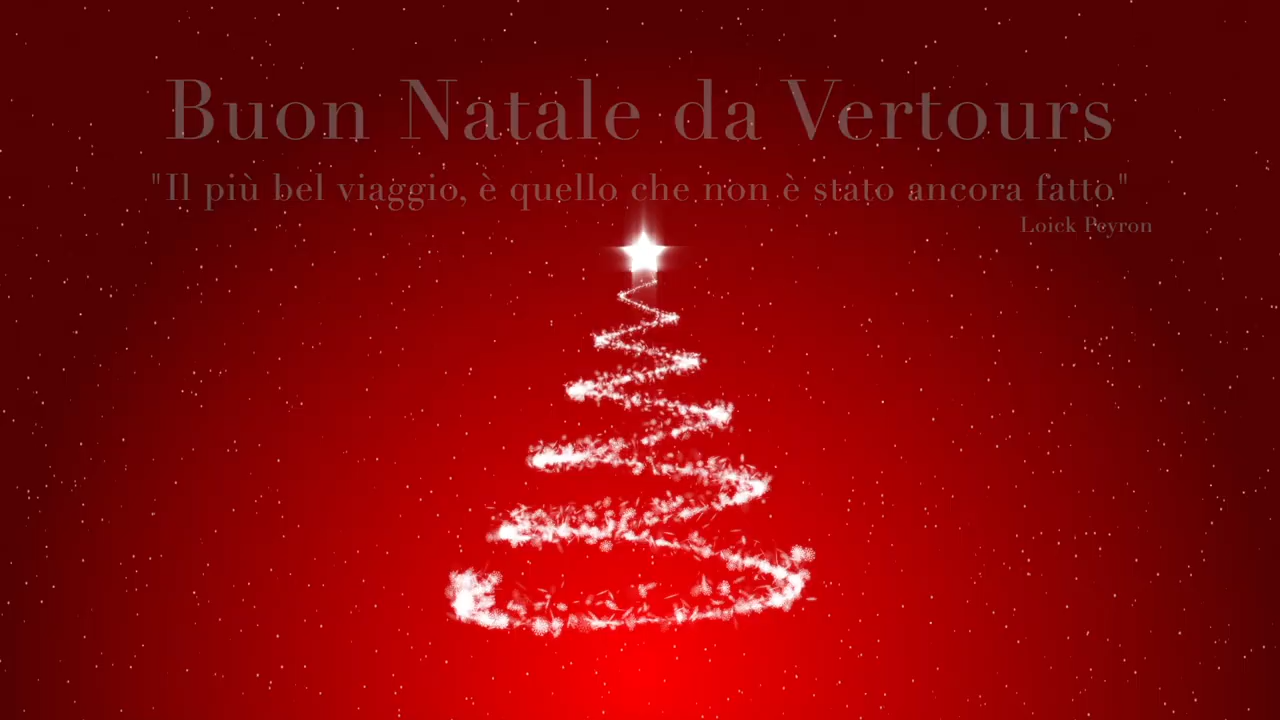 Buon Natale da Vertours
"Il più bel viaggio, è quello che non è stato ancora fatto"
Loick Peyron